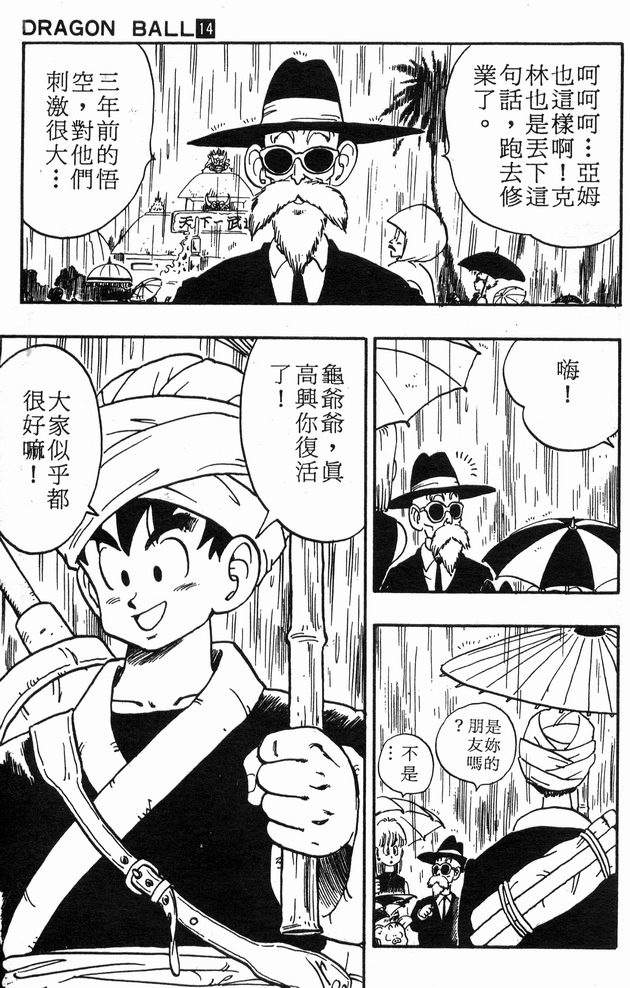 DRAGON BALL 14
呵呵呵…亞姆
也這樣啊！克
林也是丟下這
句話，跑去修
業了。
三年前的悟
空，對他們
刺激很大…
天下一武道
嗨！
是妳的
朋友嗎
？
不是
…
龜爺爺，眞
高興你復活
了！
大家似乎都
很好嘛！